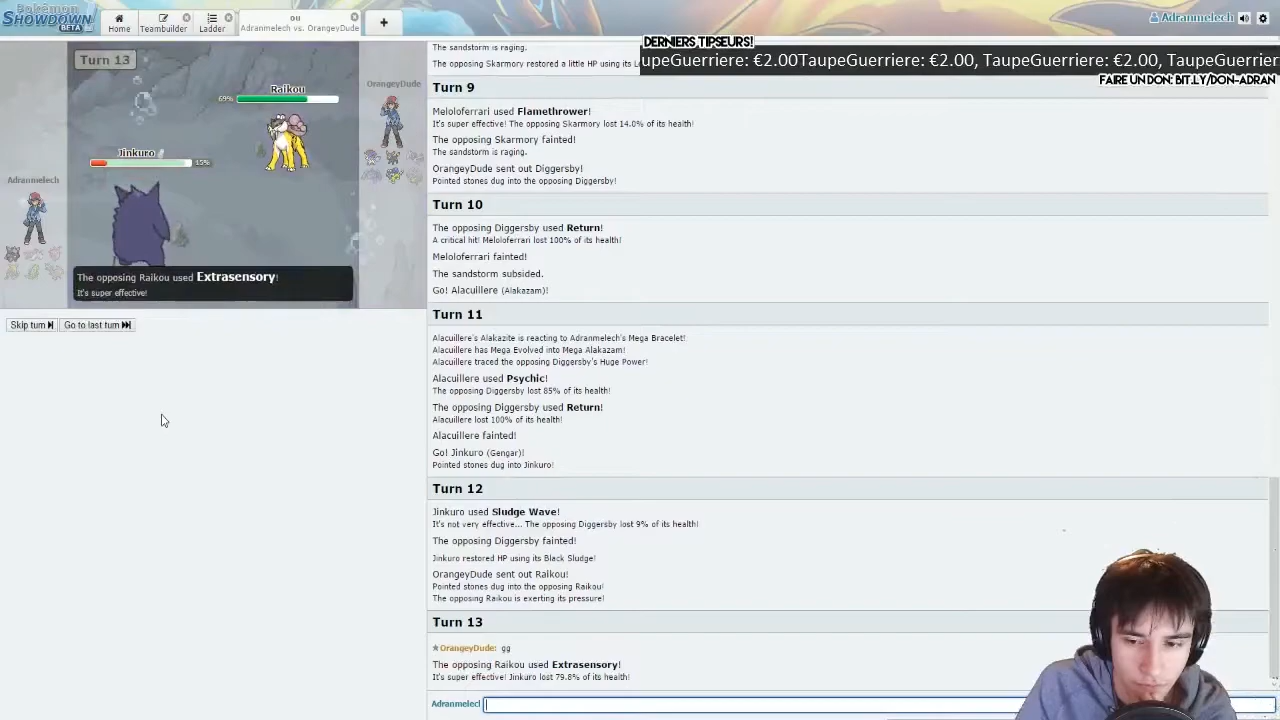 Pokémon
SHOWDOWN
BETA
Home
Teambuilder
Ladder
ou
Adranmelech vs. OrangeyDude
+
Adranmelech
DERNIERS TIPSEURS!
upeGuerriere: €2.00TaupeGuerriere: €2.00, TaupeGuerriere: €2.00, TaupeGuerrier
FAIRE UN DON: BIT.LY/DON-ADRAN
Turn 13
Raikou
69%
OrangeyDude
Jinkuro
15%
Adranmelech
The opposing Raikou used Extrasensory!
It's super effective!
Skip turn
Go to last turn
The sandstorm is raging.
The opposing Skarmory restored a little HP using its L
Turn 9
Meloloferrari used Flamethrower!
It's super effective! The opposing Skarmory lost 14.0% of its health!
The opposing Skarmory fainted!
The sandstorm is raging.
OrangeyDude sent out Diggersby!
Pointed stones dug into the opposing Diggersby!
Turn 10
The opposing Diggersby used Return!
A critical hit! Meloloferrari lost 100% of its health!
Meloloferrari fainted!
The sandstorm subsided.
Go! Alacuillere (Alakazam)!
Turn 11
Alacuillere's Alakazite is reacting to Adranmelech's Mega Bracelet!
Alacuillere has Mega Evolved into Mega Alakazam!
Alacuillere traced the opposing Diggersby's Huge Power!
Alacuillere used Psychic!
The opposing Diggersby lost 85% of its health!
The opposing Diggersby used Return!
Alacuillere lost 100% of its health!
Alacuillere fainted!
Go! Jinkuro (Gengar)!
Pointed stones dug into Jinkuro!
Turn 12
Jinkuro used Sludge Wave!
It's not very effective... The opposing Diggersby lost 9% of its health!
The opposing Diggersby fainted!
Jinkuro restored HP using its Black Sludge!
OrangeyDude sent out Raikou!
Pointed stones dug into the opposing Raikou!
The opposing Raikou is exerting its pressure!
Turn 13
★OrangeyDude: gg
The opposing Raikou used Extrasensory!
It's super effective! Jinkuro lost 79.8% of its health!
Adranmelecl